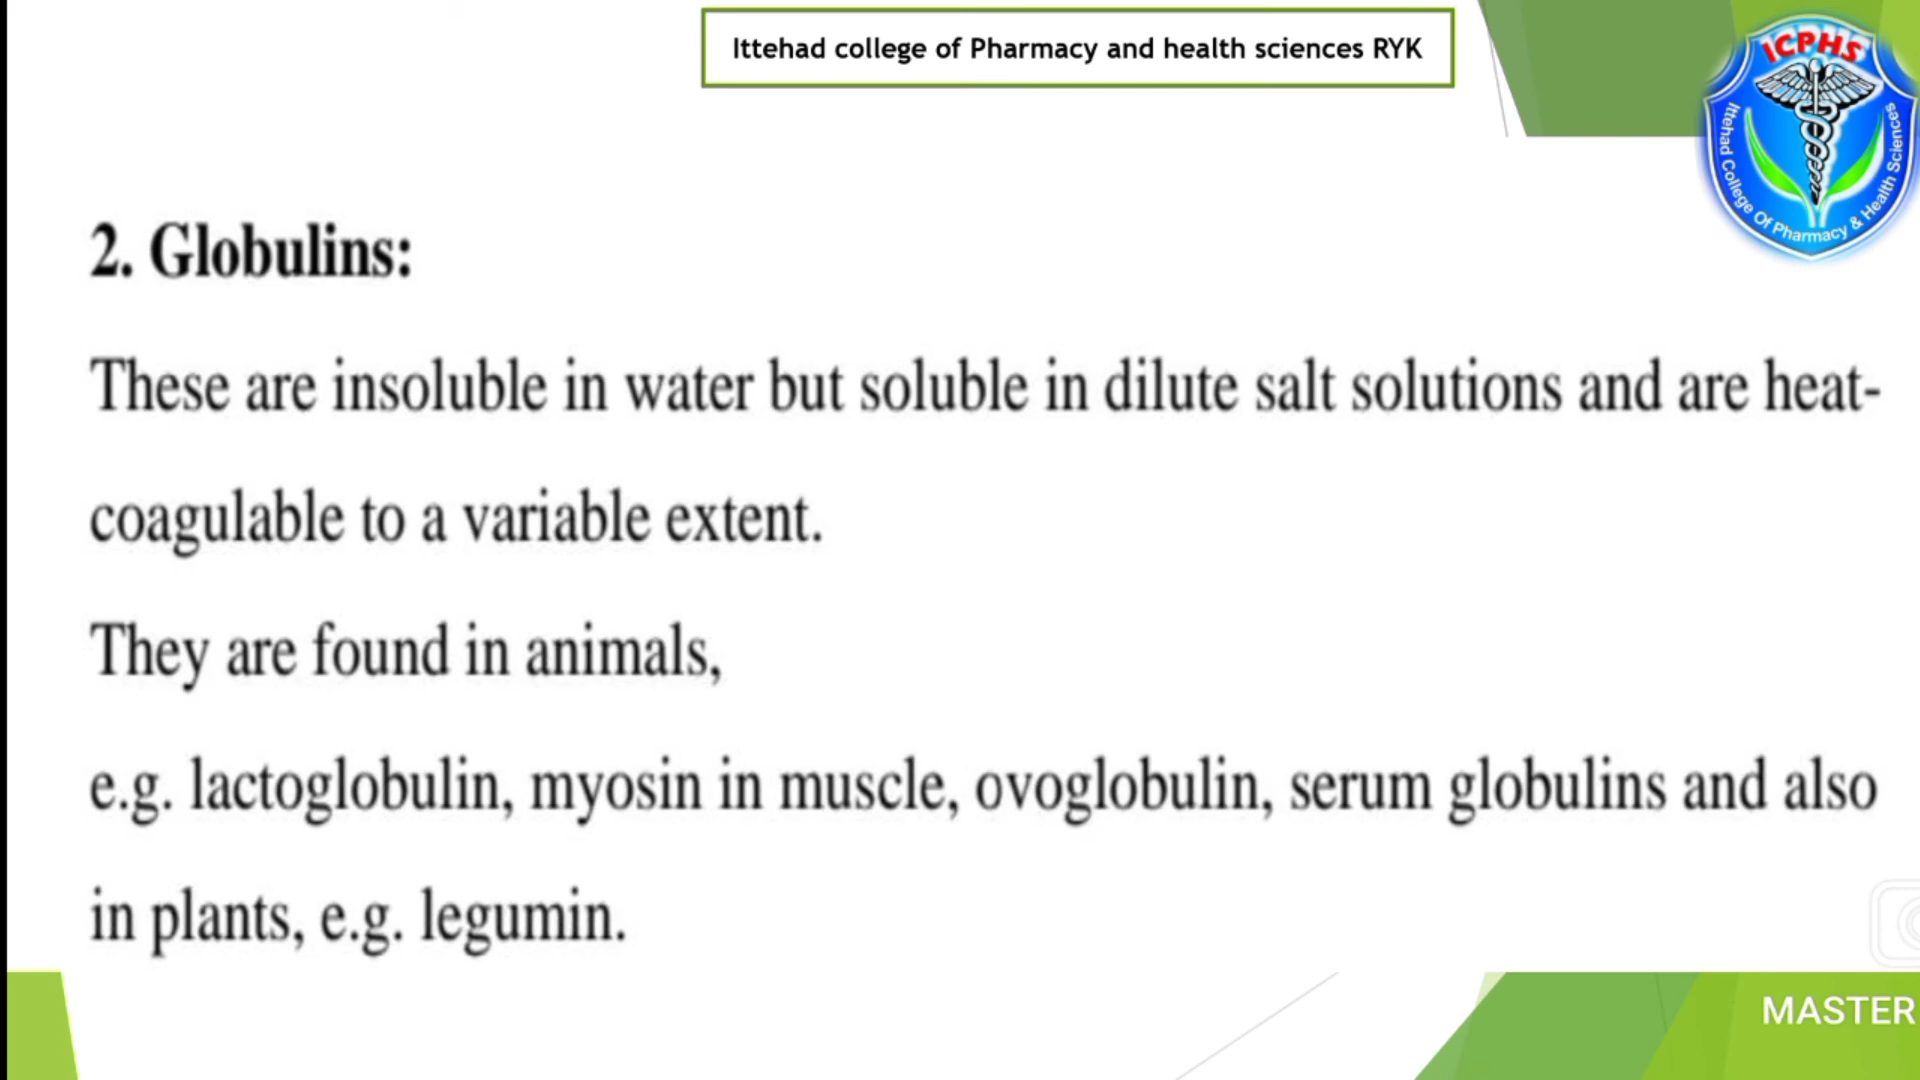 Ittehad college of Pharmacy and health sciences RYK
ICPHS
Ittehad College Of Pharmacy & Health Sciences
2. Globulins:
These are insoluble in water but soluble in dilute salt solutions and are heat-
coagulable to a variable extent.
They are found in animals,
e.g. lactoglobulin, myosin in muscle, ovoglobulin, serum globulins and also
in plants, e.g. legumin.
MASTER